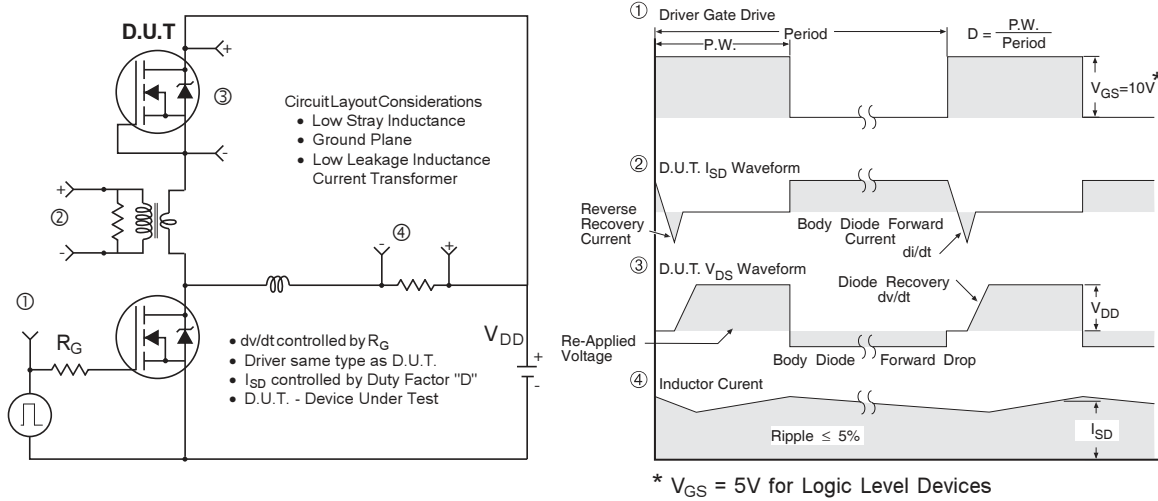 D.U.T
+
③
-
Circuit Layout Considerations
• Low Stray Inductance
• Ground Plane
• Low Leakage Inductance
Current Transformer
+
②
-
④
-
+
①
R_G
V_DD
+
-
• dv/dt controlled by R_G
• Driver same type as D.U.T.
• I_SD controlled by Duty Factor "D"
• D.U.T. - Device Under Test
① Driver Gate Drive
P.W.
Period
D = P.W.
Period
V_GS=10V*
② D.U.T. I_SD Waveform
Reverse
Recovery
Current
Body Diode Forward
Current
di/dt
③ D.U.T. V_DS Waveform
Diode Recovery
dv/dt
V_DD
Re-Applied
Voltage
Body Diode Forward Drop
④ Inductor Curent
Ripple ≤ 5%
I_SD
* V_GS = 5V for Logic Level Devices